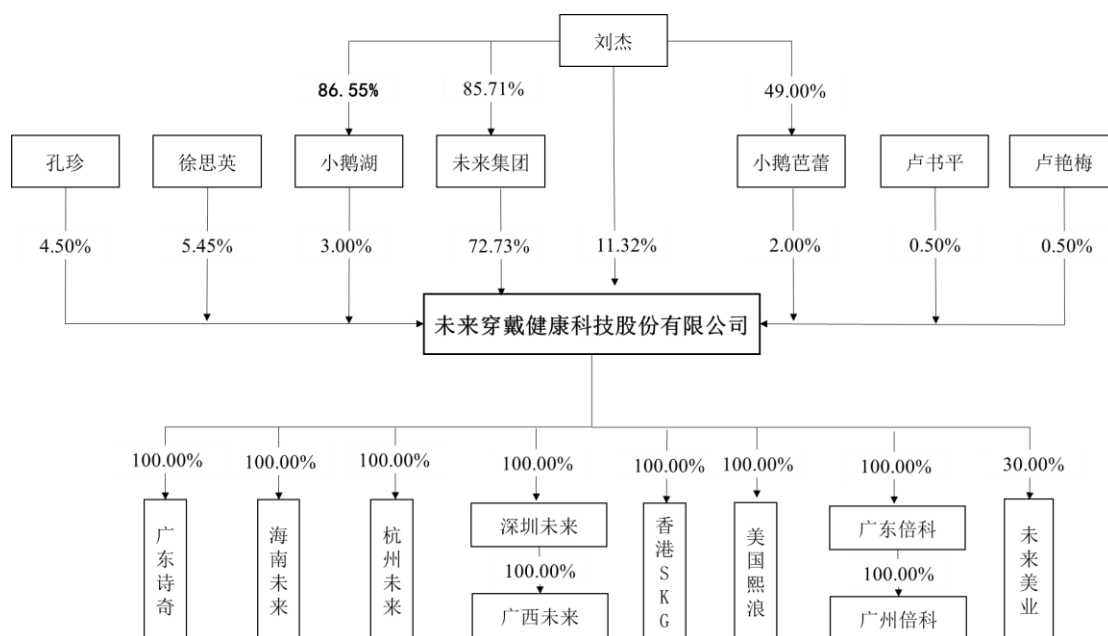 刘杰
86.55%
85.71%
49.00%
孔珍
徐思英
小鹅湖
未来集团
小鹅芭蕾
卢书平
卢艳梅
4.50%
5.45%
3.00%
72.73%
11.32%
2.00%
0.50%
0.50%
未来穿戴健康科技股份有限公司
100.00%
100.00%
100.00%
100.00%
100.00%
100.00%
100.00%
30.00%
广东诗奇
海南未来
杭州未来
深圳未来
香港SKG
美国熙浪
广东倍科
未来美业
100.00%
100.00%
广西未来
广州倍科